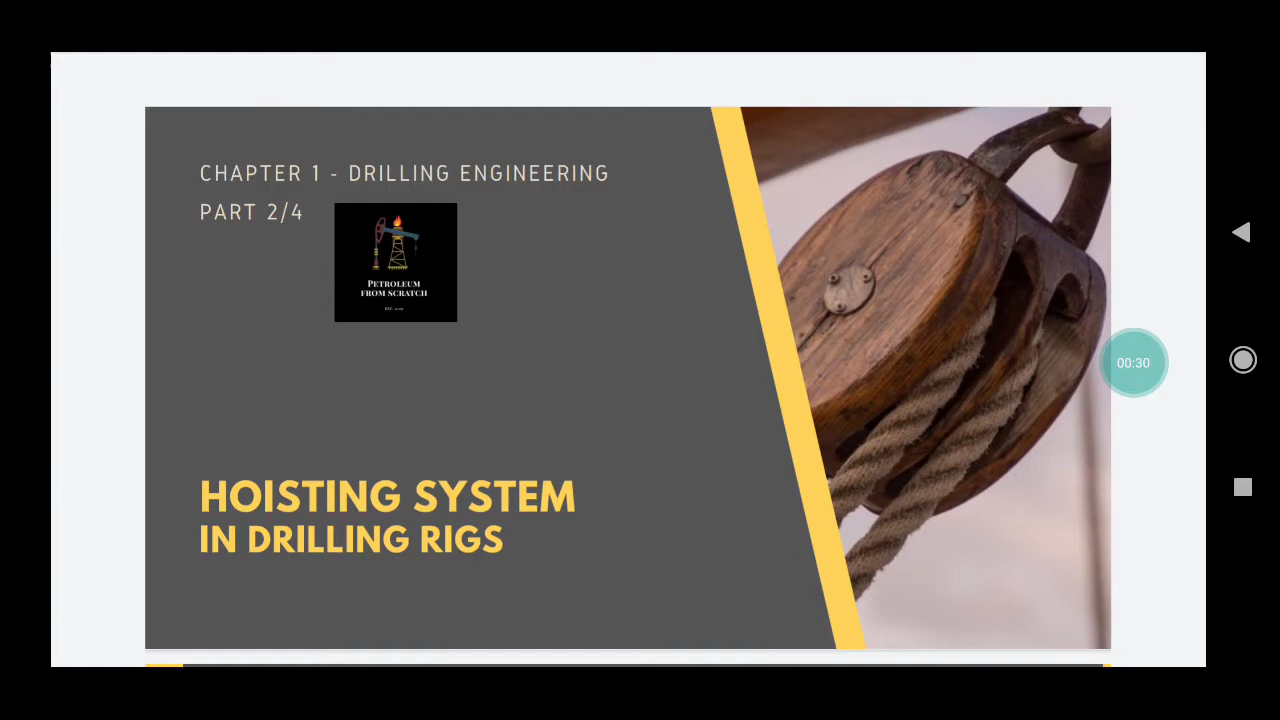 CHAPTER 1 - DRILLING ENGINEERING
PART 2/4
PETROLEUM
FROM SCRATCH
HOISTING SYSTEM
IN DRILLING RIGS
00:30